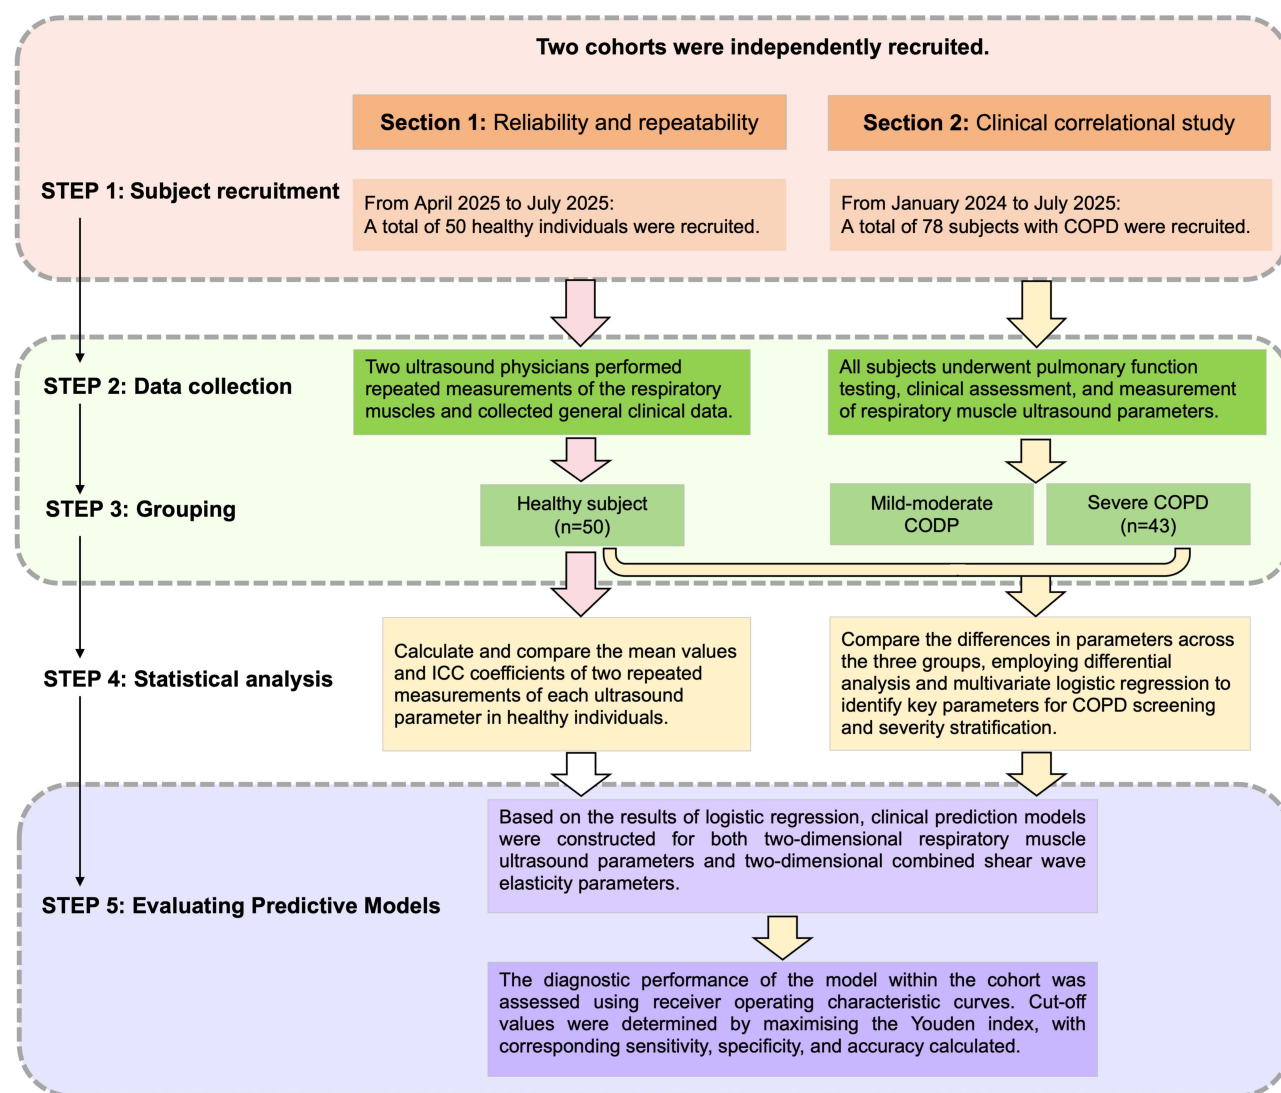 Two cohorts were independently recruited.
Section 1: Reliability and repeatability
Section 2: Clinical correlational study
STEP 1: Subject recruitment
From April 2025 to July 2025:
A total of 50 healthy individuals were recruited.
From January 2024 to July 2025:
A total of 78 subjects with COPD were recruited.
STEP 2: Data collection
Two ultrasound physicians performed
repeated measurements of the respiratory
muscles and collected general clinical data.
All subjects underwent pulmonary function
testing, clinical assessment, and measurement
of respiratory muscle ultrasound parameters.
STEP 3: Grouping
Healthy subject
(n=50)
Mild-moderate
CODP
Severe COPD
(n=43)
STEP 4: Statistical analysis
Calculate and compare the mean values
and ICC coefficients of two repeated
measurements of each ultrasound
parameter in healthy individuals.
Compare the differences in parameters across
the three groups, employing differential
analysis and multivariate logistic regression to
identify key parameters for COPD screening
and severity stratification.
STEP 5: Evaluating Predictive Models
Based on the results of logistic regression, clinical prediction models
were constructed for both two-dimensional respiratory muscle
ultrasound parameters and two-dimensional combined shear wave
elasticity parameters.
The diagnostic performance of the model within the cohort was
assessed using receiver operating characteristic curves. Cut-off
values were determined by maximising the Youden index, with
corresponding sensitivity, specificity, and accuracy calculated.